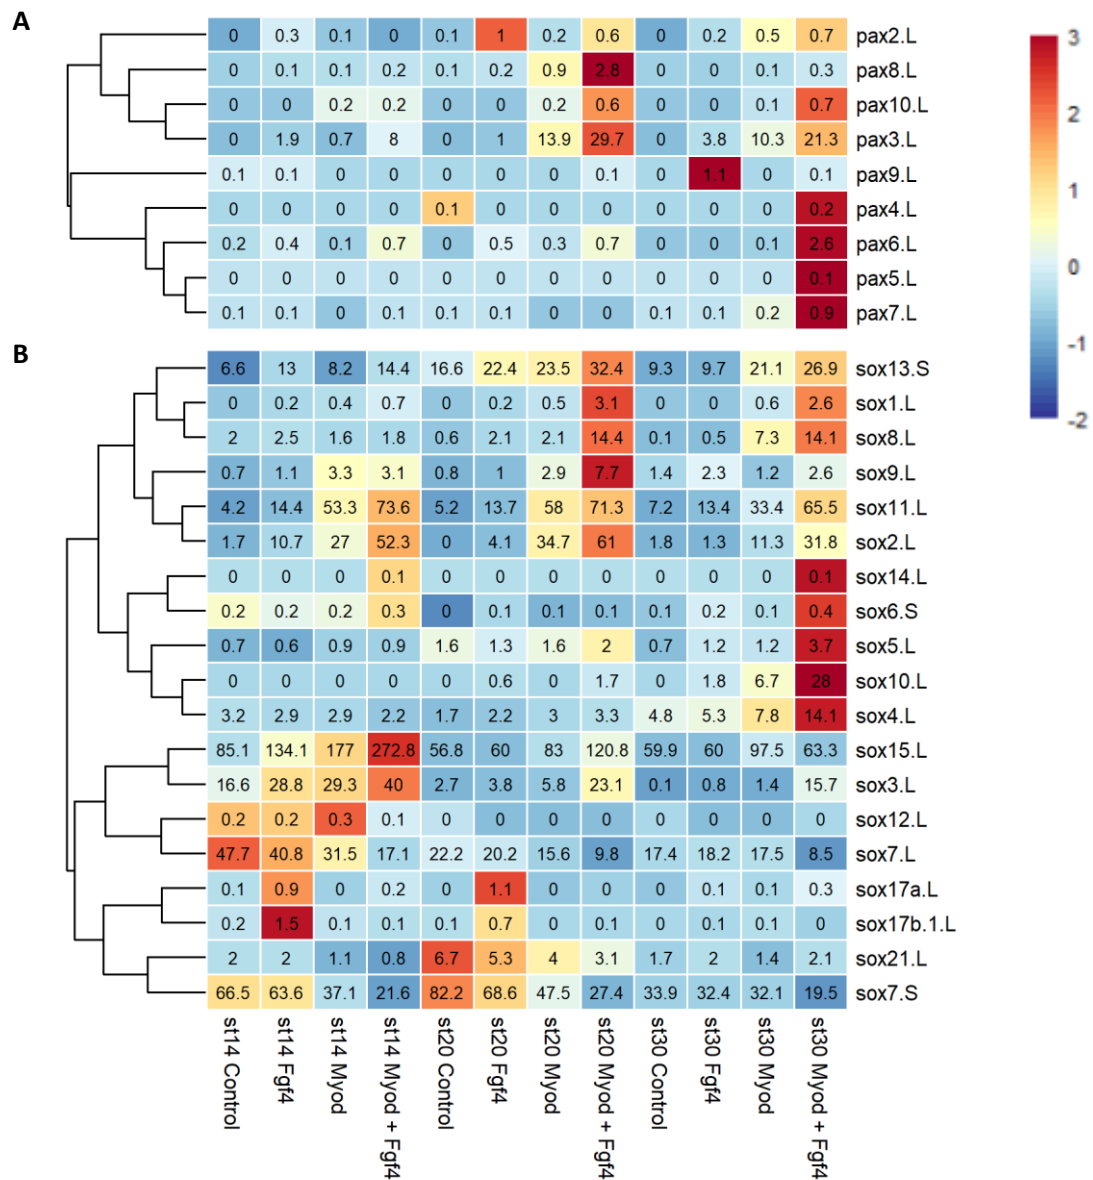 A
0 0.3 0.1 0 0.1 1 0.2 0.6 0 0.2 0.5 0.7 pax2.L
0 0.1 0.1 0.2 0.1 0.2 0.9 2.8 0 0 0.1 0.3 pax8.L
0 0 0.2 0.2 0 0 0.2 0.6 0 0 0.1 0.7 pax10.L
0 1.9 0.7 8 0 1 13.9 29.7 0 3.8 10.3 21.3 pax3.L
0.1 0.1 0 0 0 0 0 0.1 0 1.1 0 0.1 pax9.L
0 0 0 0 0.1 0 0 0 0 0 0 0.2 pax4.L
0.2 0.4 0.1 0.7 0 0.5 0.3 0.7 0 0 0.1 2.6 pax6.L
0 0 0 0 0 0 0 0 0 0 0 0.1 pax5.L
0.1 0.1 0 0.1 0.1 0.1 0 0 0.1 0.1 0.2 0.9 pax7.L
3
2
1
0
-1
-2
B
6.6 13 8.2 14.4 16.6 22.4 23.5 32.4 9.3 9.7 21.1 26.9 sox13.S
0 0.2 0.4 0.7 0 0.2 0.5 3.1 0 0 0.6 2.6 sox1.L
2 2.5 1.6 1.8 0.6 2.1 2.1 14.4 0.1 0.5 7.3 14.1 sox8.L
0.7 1.1 3.3 3.1 0.8 1 2.9 7.7 1.4 2.3 1.2 2.6 sox9.L
4.2 14.4 53.3 73.6 5.2 13.7 58 71.3 7.2 13.4 33.4 65.5 sox11.L
1.7 10.7 27 52.3 0 4.1 34.7 61 1.8 1.3 11.3 31.8 sox2.L
0 0 0 0.1 0 0 0 0 0 0 0 0.1 sox14.L
0.2 0.2 0.2 0.3 0 0.1 0.1 0.1 0.1 0.2 0.1 0.4 sox6.S
0.7 0.6 0.9 0.9 1.6 1.3 1.6 2 0.7 1.2 1.2 3.7 sox5.L
0 0 0 0 0 0.6 0 1.7 0 1.8 6.7 28 sox10.L
3.2 2.9 2.9 2.2 1.7 2.2 3 3.3 4.8 5.3 7.8 14.1 sox4.L
85.1 134.1 177 272.8 56.8 60 83 120.8 59.9 60 97.5 63.3 sox15.L
16.6 28.8 29.3 40 2.7 3.8 5.8 23.1 0.1 0.8 1.4 15.7 sox3.L
0.2 0.2 0.3 0.1 0 0 0 0 0 0 0 0 sox12.L
47.7 40.8 31.5 17.1 22.2 20.2 15.6 9.8 17.4 18.2 17.5 8.5 sox7.L
0.1 0.9 0 0.2 0 1.1 0 0 0 0.1 0.1 0.3 sox17a.L
0.2 1.5 0.1 0.1 0.1 0.7 0 0.1 0 0.1 0.1 0 sox17b.1.L
2 2 1.1 0.8 6.7 5.3 4 3.1 1.7 2 1.4 2.1 sox21.L
66.5 63.6 37.1 21.6 82.2 68.6 47.5 27.4 33.9 32.4 32.1 19.5 sox7.S
st14 Control
st14 Fgf4
st14 Myod
st14 Myod + Fgf4
st20 Control
st20 Fgf4
st20 Myod
st20 Myod + Fgf4
st30 Control
st30 Fgf4
st30 Myod
st30 Myod + Fgf4